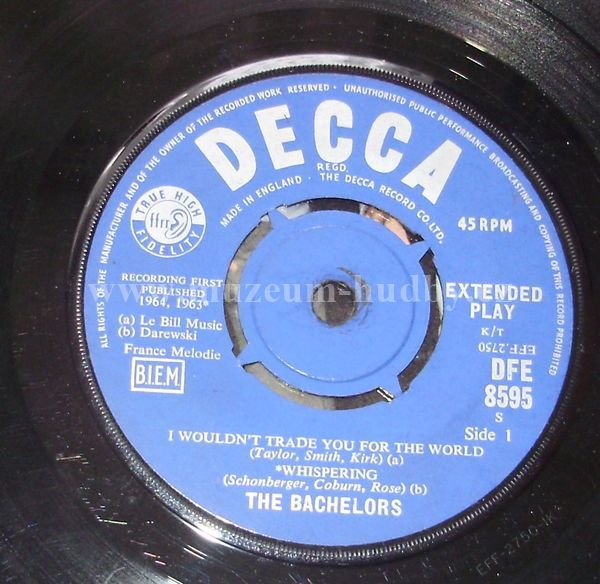 ALL RIGHTS OF THE MANUFACTURER AND OF THE OWNER OF THE RECORDED WORK RESERVED · UNAUTHORISED PUBLIC PERFORMANCE BROADCASTING AND COPYING OF THIS RECORD PROHIBITED
DECCA
REGD.
MADE IN ENGLAND · THE DECCA RECORD CO. LTD.
TRUE HIGH
ffrr
FIDELITY
45 RPM
RECORDING FIRST
PUBLISHED
1964, 1963*
(a) Le Bill Music
(b) Darewski
France Melodie
B.I.E.M.
EXTENDED
PLAY
K/T
EFF.2750
DFE
8595
S
Side 1
I WOULDN'T TRADE YOU FOR THE WORLD
(Taylor, Smith, Kirk) (a)
*WHISPERING
(Schonberger, Coburn, Rose) (b)
THE BACHELORS